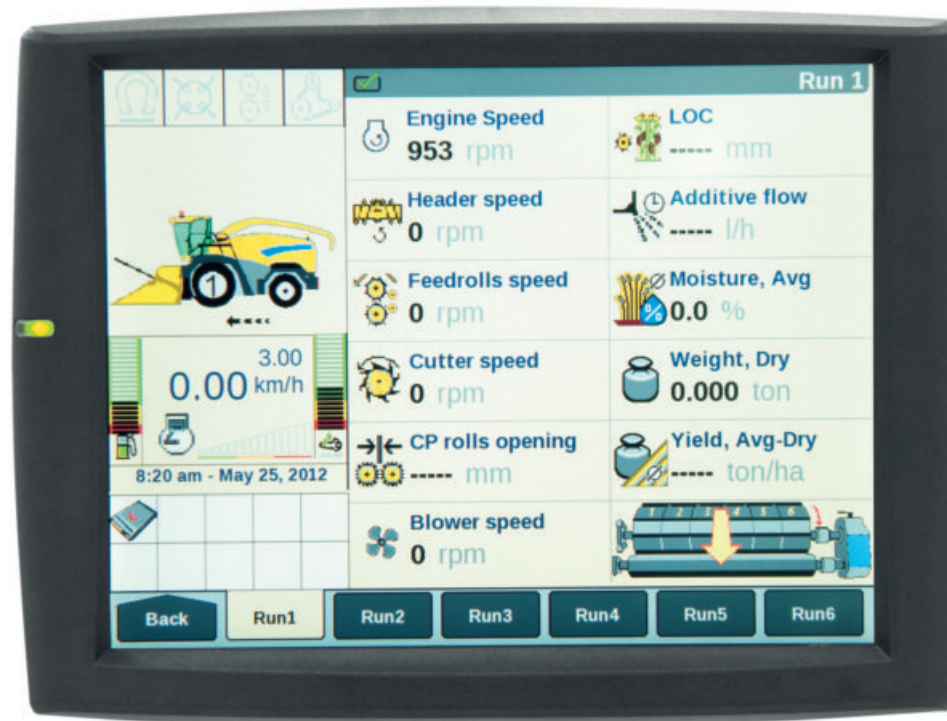 Run 1
Engine Speed
953 rpm
LOC
----- mm
Header speed
0 rpm
Additive flow
----- l/h
Feedrolls speed
0 rpm
Moisture, Avg
0.0 %
Cutter speed
0 rpm
Weight, Dry
0.000 ton
CP rolls opening
----- mm
Yield, Avg-Dry
----- ton/ha
Blower speed
0 rpm
1 2 3 4 5 6
1
3.00
0.00 km/h
8:20 am - May 25, 2012
Back
Run1
Run2
Run3
Run4
Run5
Run6